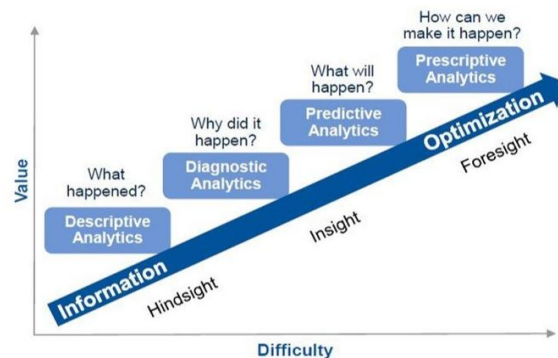 How can we
make it happen?
Prescriptive
Analytics
What will
happen?
Predictive
Analytics
Why did it
happen?
Diagnostic
Analytics
What
happened?
Descriptive
Analytics
Value
Information
Optimization
Hindsight
Insight
Foresight
Difficulty